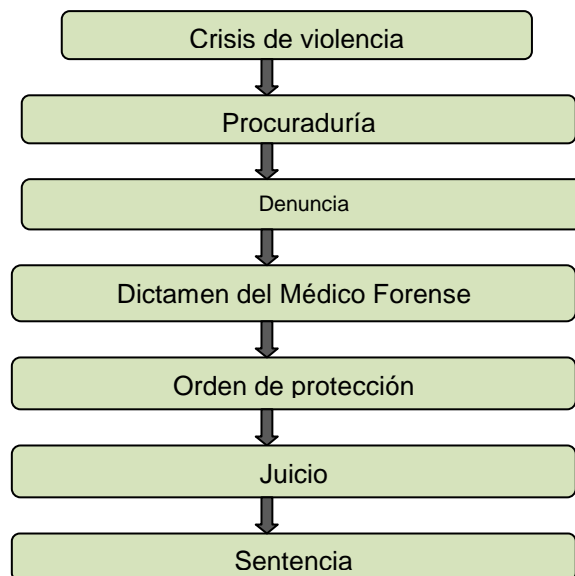 Crisis de violencia
Procuraduría
Denuncia
Dictamen del Médico Forense
Orden de protección
Juicio
Sentencia